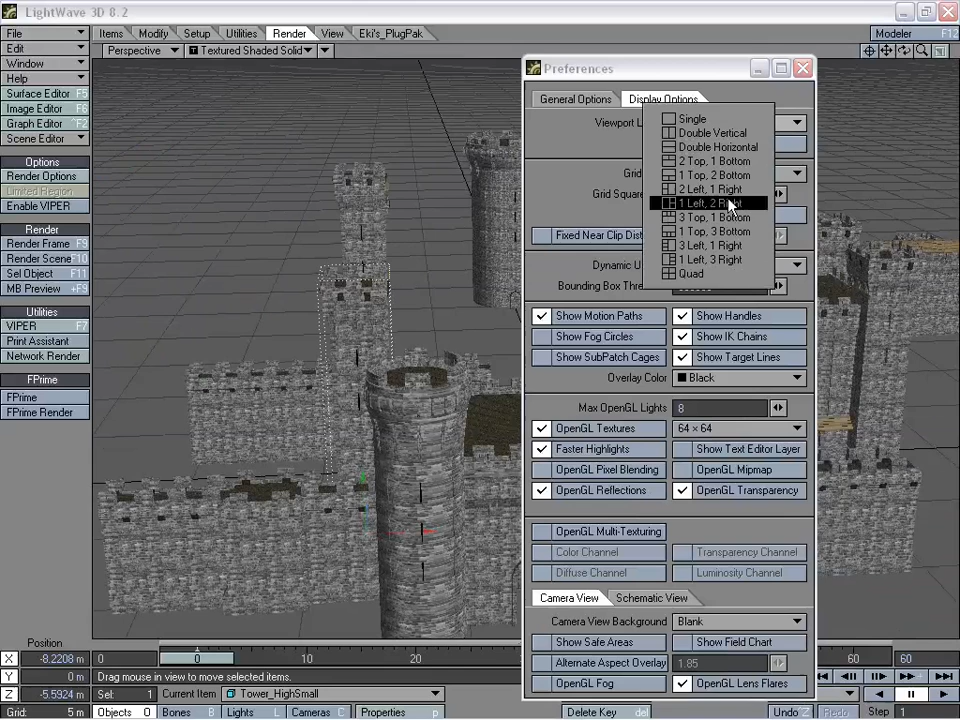 LightWave 3D 8.2
File
Items
Modify
Setup
Utilities
Render
View
Eki's_PlugPak
Modeler F12
Edit
Perspective
Textured Shaded Solid
Window
Help
Surface Editor F5
Image Editor F6
Graph Editor ^F2
Scene Editor
Options
Render Options
Limited Region
Enable VIPER
Render
Render Frame F9
Render Scene F10
Sel Object F11
MB Preview +F9
Utilities
VIPER F7
Print Assistant
Network Render
FPrime
FPrime
FPrime Render
Preferences
General Options
Display Options
Viewport L
Single
Double Vertical
Double Horizontal
2 Top, 1 Bottom
1 Top, 2 Bottom
2 Left, 1 Right
1 Left, 2 Right
3 Top, 1 Bottom
1 Top, 3 Bottom
3 Left, 1 Right
1 Left, 3 Right
Quad
Grid
Grid Squar
Fixed Near Clip Dist
Dynamic U
Bounding Box Thre
Show Motion Paths
Show Handles
Show Fog Circles
Show IK Chains
Show SubPatch Cages
Show Target Lines
Overlay Color Black
Max OpenGL Lights 8
OpenGL Textures 64 × 64
Faster Highlights
Show Text Editor Layer
OpenGL Pixel Blending
OpenGL Mipmap
OpenGL Reflections
OpenGL Transparency
OpenGL Multi-Texturing
Color Channel
Transparency Channel
Diffuse Channel
Luminosity Channel
Camera View
Schematic View
Camera View Background Blank
Show Safe Areas
Show Field Chart
Alternate Aspect Overlay 1.85
OpenGL Fog
OpenGL Lens Flares
Position
X -8.2208 m
0 0 10 20 60 60
Y 0 m
Drag mouse in view to move selected items.
Z -5.5924 m
Sel: 1
Current Item
Tower_HighSmall
Grid: 5 m
Objects O
Bones B
Lights L
Cameras C
Properties p
Delete Key del
Undo ^Z
Redo
Step 1